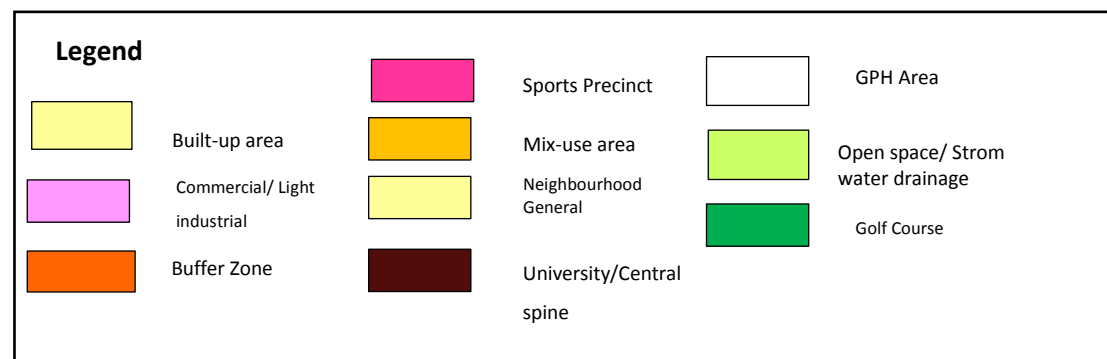 Legend
Built-up area
Commercial/ Light
industrial
Buffer Zone
Sports Precinct
Mix-use area
Neighbourhood
General
University/Central
spine
GPH Area
Open space/ Strom
water drainage
Golf Course